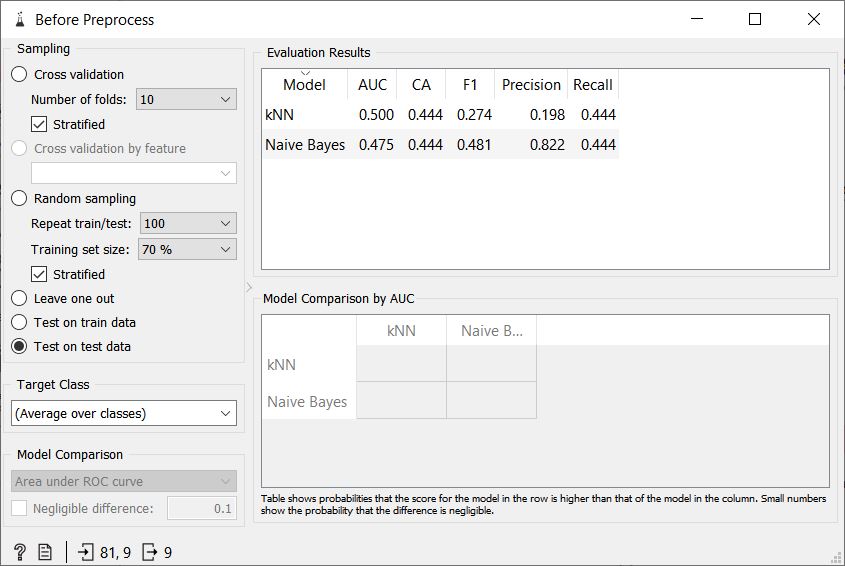 Before Preprocess
Sampling
Cross validation
Number of folds: 10
Stratified
Cross validation by feature
Random sampling
Repeat train/test: 100
Training set size: 70 %
Stratified
Leave one out
Test on train data
Test on test data
Target Class
(Average over classes)
Model Comparison
Area under ROC curve
Negligible difference: 0.1
? 81, 9 9
Evaluation Results
Model AUC CA F1 Precision Recall
kNN 0.500 0.444 0.274 0.198 0.444
Naive Bayes 0.475 0.444 0.481 0.822 0.444
Model Comparison by AUC
kNN Naive B...
kNN
Naive Bayes
Table shows probabilities that the score for the model in the row is higher than that of the model in the column. Small numbers
show the probability that the difference is negligible.